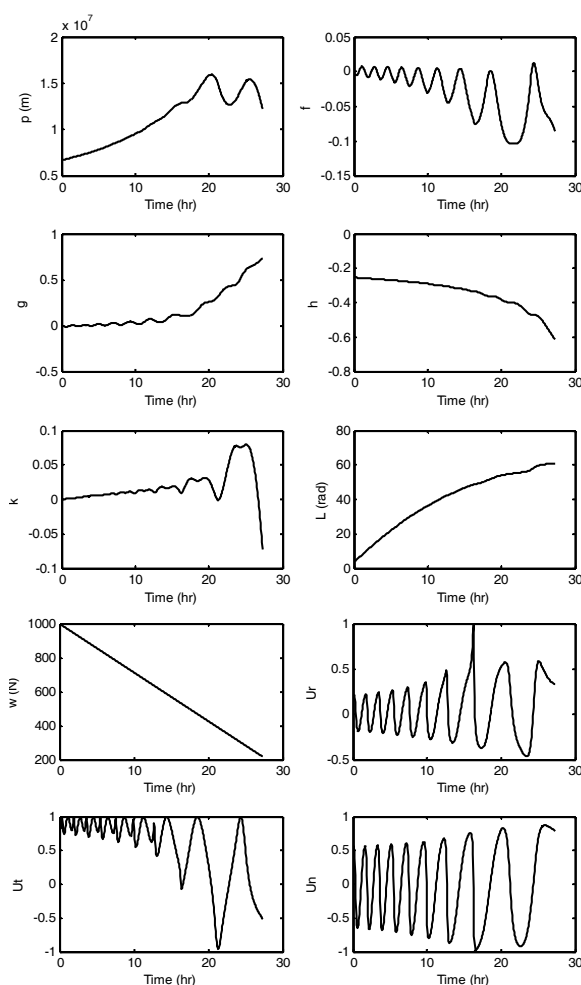 x 10^7
2
1.5
1
0.5
p (m)
0 10 20 30
Time (hr)
0.05
0
-0.05
-0.1
-0.15
f
0 10 20 30
Time (hr)
1
0.5
0
-0.5
g
0 10 20 30
Time (hr)
0
-0.2
-0.4
-0.6
-0.8
h
0 10 20 30
Time (hr)
0.1
0.05
0
-0.05
-0.1
k
0 10 20 30
Time (hr)
80
60
40
20
0
L (rad)
0 10 20 30
Time (hr)
1000
800
600
400
200
w (N)
0 10 20 30
Time (hr)
1
0.5
0
-0.5
Ur
0 10 20 30
Time (hr)
1
0.5
0
-0.5
-1
Ut
0 10 20 30
Time (hr)
1
0.5
0
-0.5
-1
Un
0 10 20 30
Time (hr)